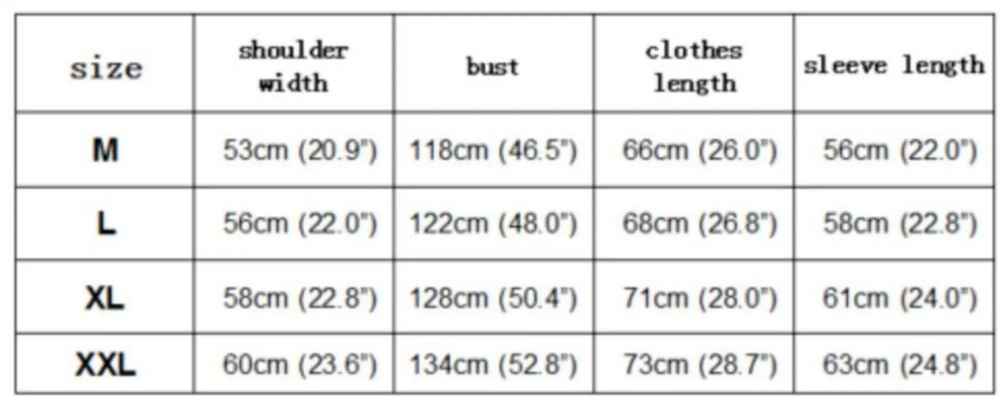 size shoulder width bust clothes length sleeve length
M 53cm (20.9") 118cm (46.5") 66cm (26.0") 56cm (22.0")
L 56cm (22.0") 122cm (48.0") 68cm (26.8") 58cm (22.8")
XL 58cm (22.8") 128cm (50.4") 71cm (28.0") 61cm (24.0")
XXL 60cm (23.6") 134cm (52.8") 73cm (28.7") 63cm (24.8")